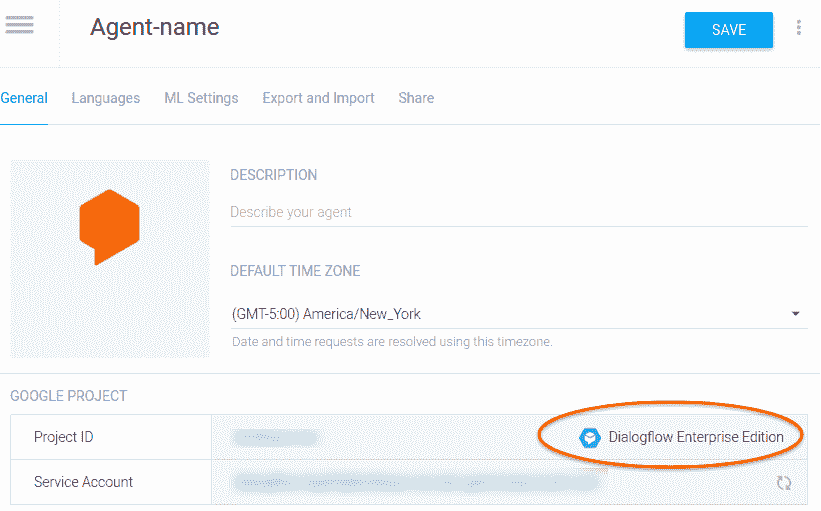 Agent-name
SAVE
General Languages ML Settings Export and Import Share
DESCRIPTION
Describe your agent
DEFAULT TIME ZONE
(GMT-5:00) America/New_York
Date and time requests are resolved using this timezone.
GOOGLE PROJECT
Project ID
Dialogflow Enterprise Edition
Service Account